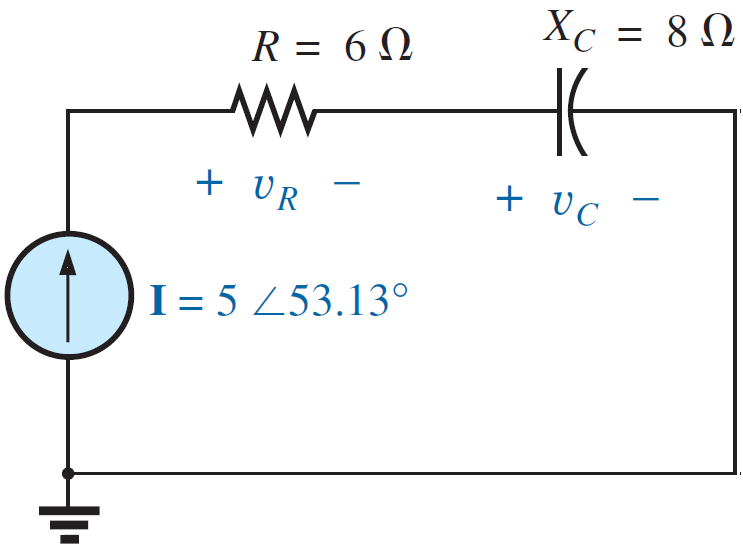 R = 6 Ω
X_C = 8 Ω
+ v_R −
+ v_C −
I = 5 ∠53.13°